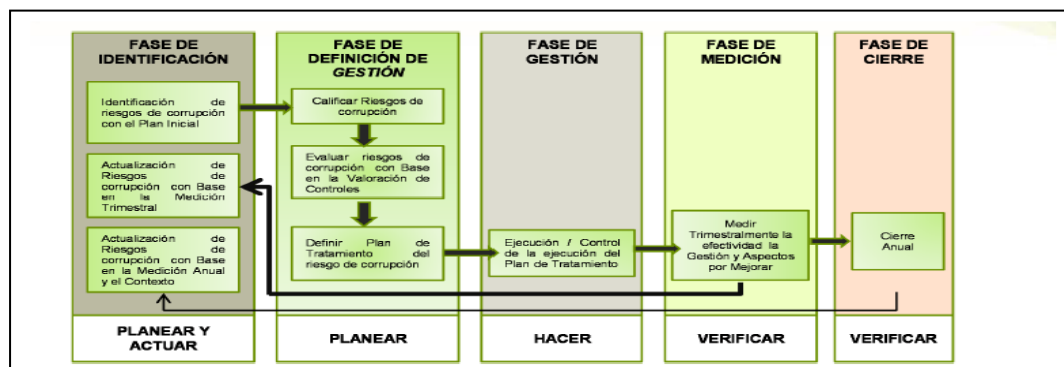 FASE DE
IDENTIFICACIÓN
Identificación de
riesgos de corrupción
con el Plan Inicial
Actualización de
Riesgos de
corrupción con Base
en la Medición
Trimestral
Actualización de
Riesgos de
corrupción con Base
en la Medición Anual
y el Contexto
PLANEAR Y
ACTUAR
FASE DE
DEFINICIÓN DE
GESTIÓN
Calificar Riesgos de
corrupción
Evaluar riesgos de
corrupción con Base
en la Valoración de
Controles
Definir Plan de
Tratamiento del
riesgo de corrupción
PLANEAR
FASE DE
GESTIÓN
Ejecución / Control
de la ejecución del
Plan de Tratamiento
HACER
FASE DE
MEDICIÓN
Medir
Trimestralmente la
efectividad la
Gestión y Aspectos
por Mejorar
VERIFICAR
FASE DE
CIERRE
Cierre
Anual
VERIFICAR